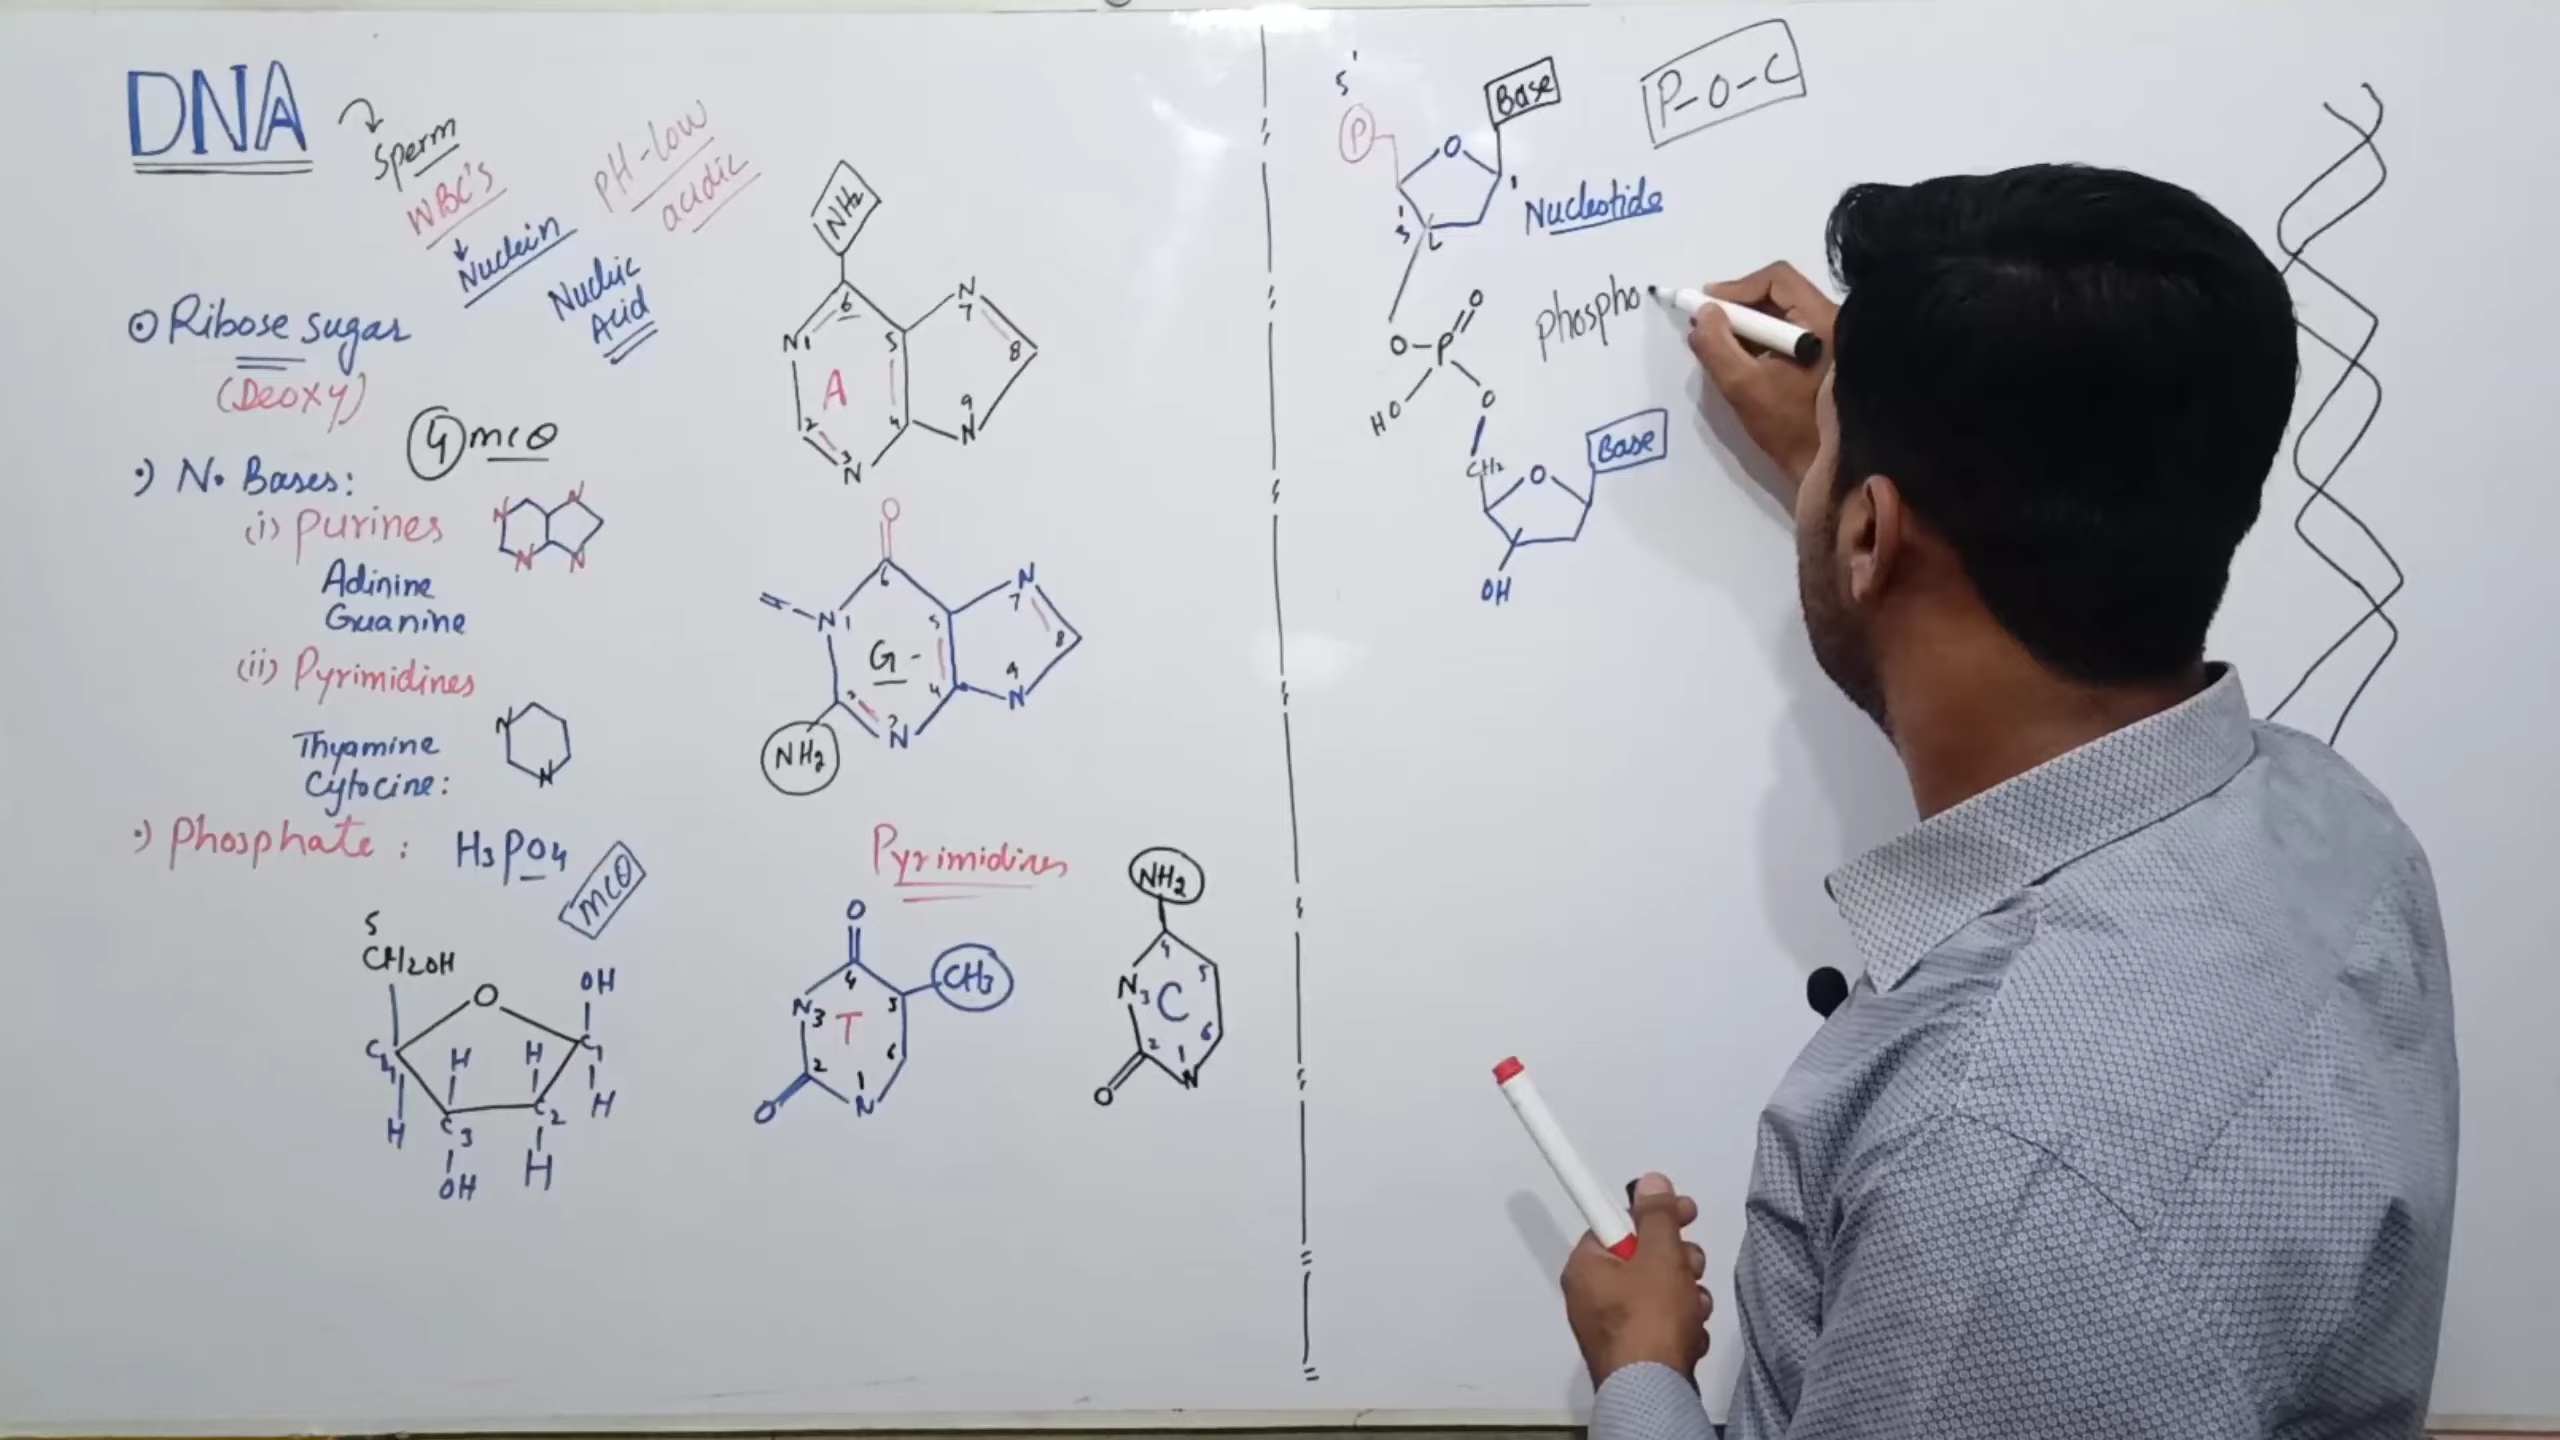 DNA
Sperm
WBC's
Nuclein
Nucluic
Acid
PH-low
acidic
Ribose sugar
(Deoxy)
4 mcQ
N. Bases:
(i) Purines
N
N
N
N
Adinine
Guanine
(ii) Pyrimidines
N
N
Thyamine
Cytocine:
Phosphate: H3PO4
mcQ
5
CH2OH
O
OH
C4
H
H
C1
H
C3
C2
H
OH
H
NH2
6
N1
5
N
7
8
A
2
4
9
3
N
N
O
6
N1
5
N
7
8
G-
2
4
9
3
N
N
NH2
Pyrimidines
O
4
CH3
N3
5
T
2
6
1
N
O
NH2
4
N3
5
C
2
6
1
N
O
5'
P
Base
O
3'
1'
Nucleotide
P-O-C
O
O-P
HO
O
Phospho
CH2
O
Base
OH